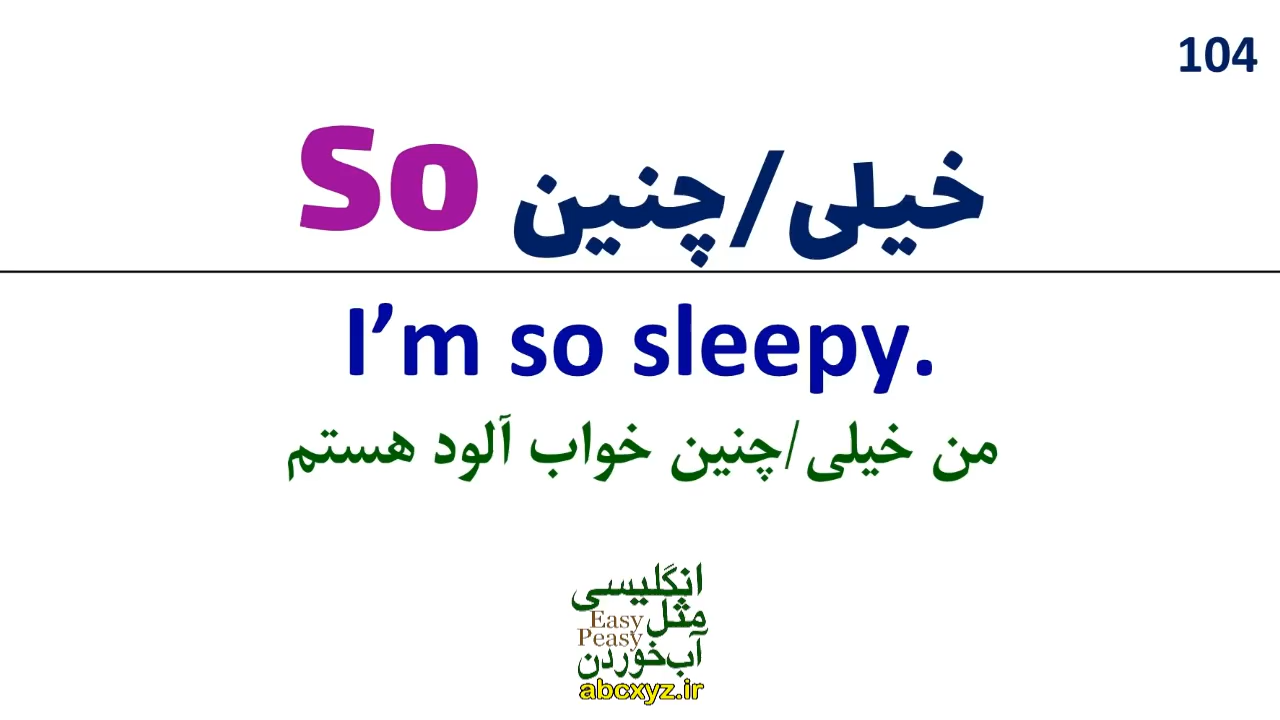 104
So خیلی/چنین
I’m so sleepy.
من خیلی/چنین خواب آلود هستم
انگلیسی
مثل
Easy
Peasy
آب‌خوردن
abcxyz.ir